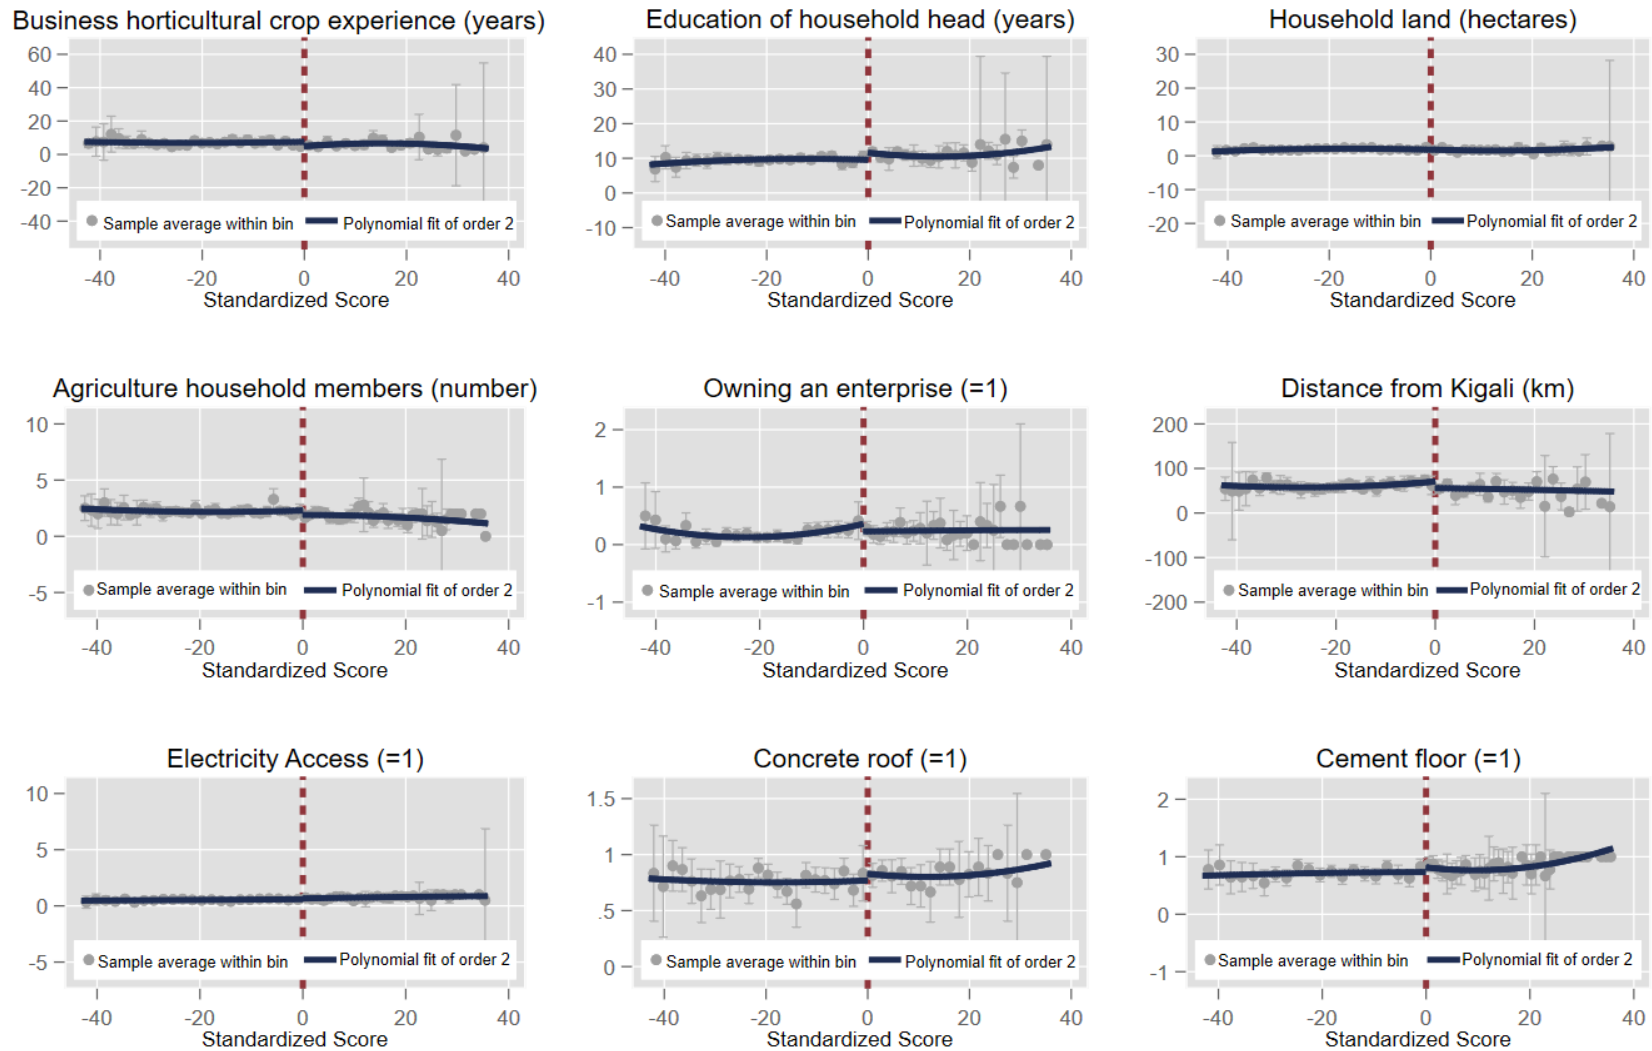 Business horticultural crop experience (years)
60
40
20
0
-20
-40
Sample average within bin
Polynomial fit of order 2
-40 -20 0 20 40
Standardized Score
Education of household head (years)
40
30
20
10
0
-10
Sample average within bin
Polynomial fit of order 2
-40 -20 0 20 40
Standardized Score
Household land (hectares)
30
20
10
0
-10
-20
Sample average within bin
Polynomial fit of order 2
-40 -20 0 20 40
Standardized Score
Agriculture household members (number)
10
5
0
-5
Sample average within bin
Polynomial fit of order 2
-40 -20 0 20 40
Standardized Score
Owning an enterprise (=1)
2
1
0
-1
Sample average within bin
Polynomial fit of order 2
-40 -20 0 20 40
Standardized Score
Distance from Kigali (km)
200
100
0
-100
-200
Sample average within bin
Polynomial fit of order 2
-40 -20 0 20 40
Standardized Score
Electricity Access (=1)
10
5
0
-5
Sample average within bin
Polynomial fit of order 2
-40 -20 0 20 40
Standardized Score
Concrete roof (=1)
1.5
1
.5
0
Sample average within bin
Polynomial fit of order 2
-40 -20 0 20 40
Standardized Score
Cement floor (=1)
2
1
0
-1
Sample average within bin
Polynomial fit of order 2
-40 -20 0 20 40
Standardized Score